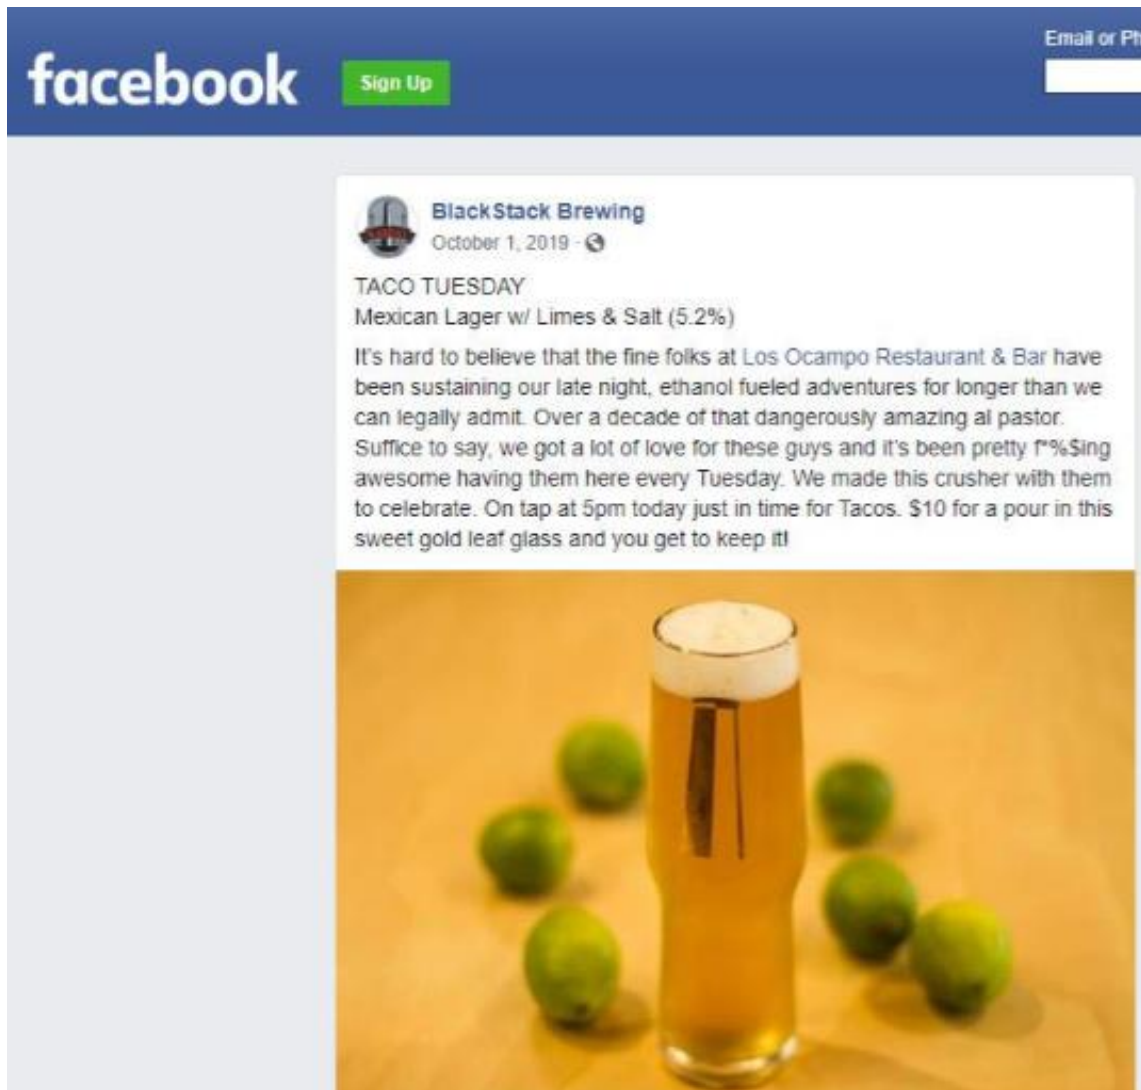 Email or Ph
facebook
Sign Up
BlackStack Brewing
October 1, 2019 ·
TACO TUESDAY
Mexican Lager w/ Limes & Salt (5.2%)
It's hard to believe that the fine folks at Los Ocampo Restaurant & Bar have
been sustaining our late night, ethanol fueled adventures for longer than we
can legally admit. Over a decade of that dangerously amazing al pastor.
Suffice to say, we got a lot of love for these guys and it's been pretty f*%$ing
awesome having them here every Tuesday. We made this crusher with them
to celebrate. On tap at 5pm today just in time for Tacos. $10 for a pour in this
sweet gold leaf glass and you get to keep it!